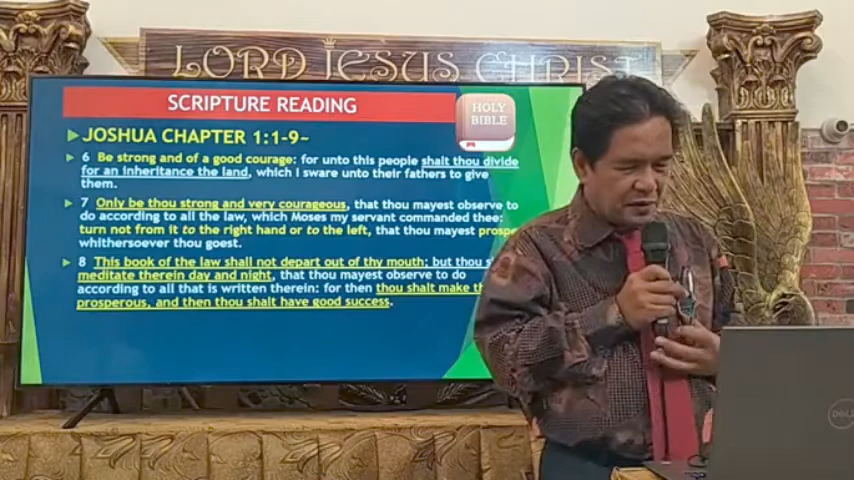 LORD JESUS CHRIST
SCRIPTURE READING
HOLY
BIBLE
JOSHUA CHAPTER 1:1-9~
6 Be strong and of a good courage: for unto this people shalt thou divide
for an inheritance the land, which I sware unto their fathers to give
them.
7 Only be thou strong and very courageous, that thou mayest observe to
do according to all the law, which Moses my servant commanded thee:
turn not from it to the right hand or to the left, that thou mayest prospe
whithersoever thou goest.
8 This book of the law shall not depart out of thy mouth; but thou s
meditate therein day and night, that thou mayest observe to do
according to all that is written therein: for then thou shalt make th
prosperous, and then thou shalt have good success.
DELL